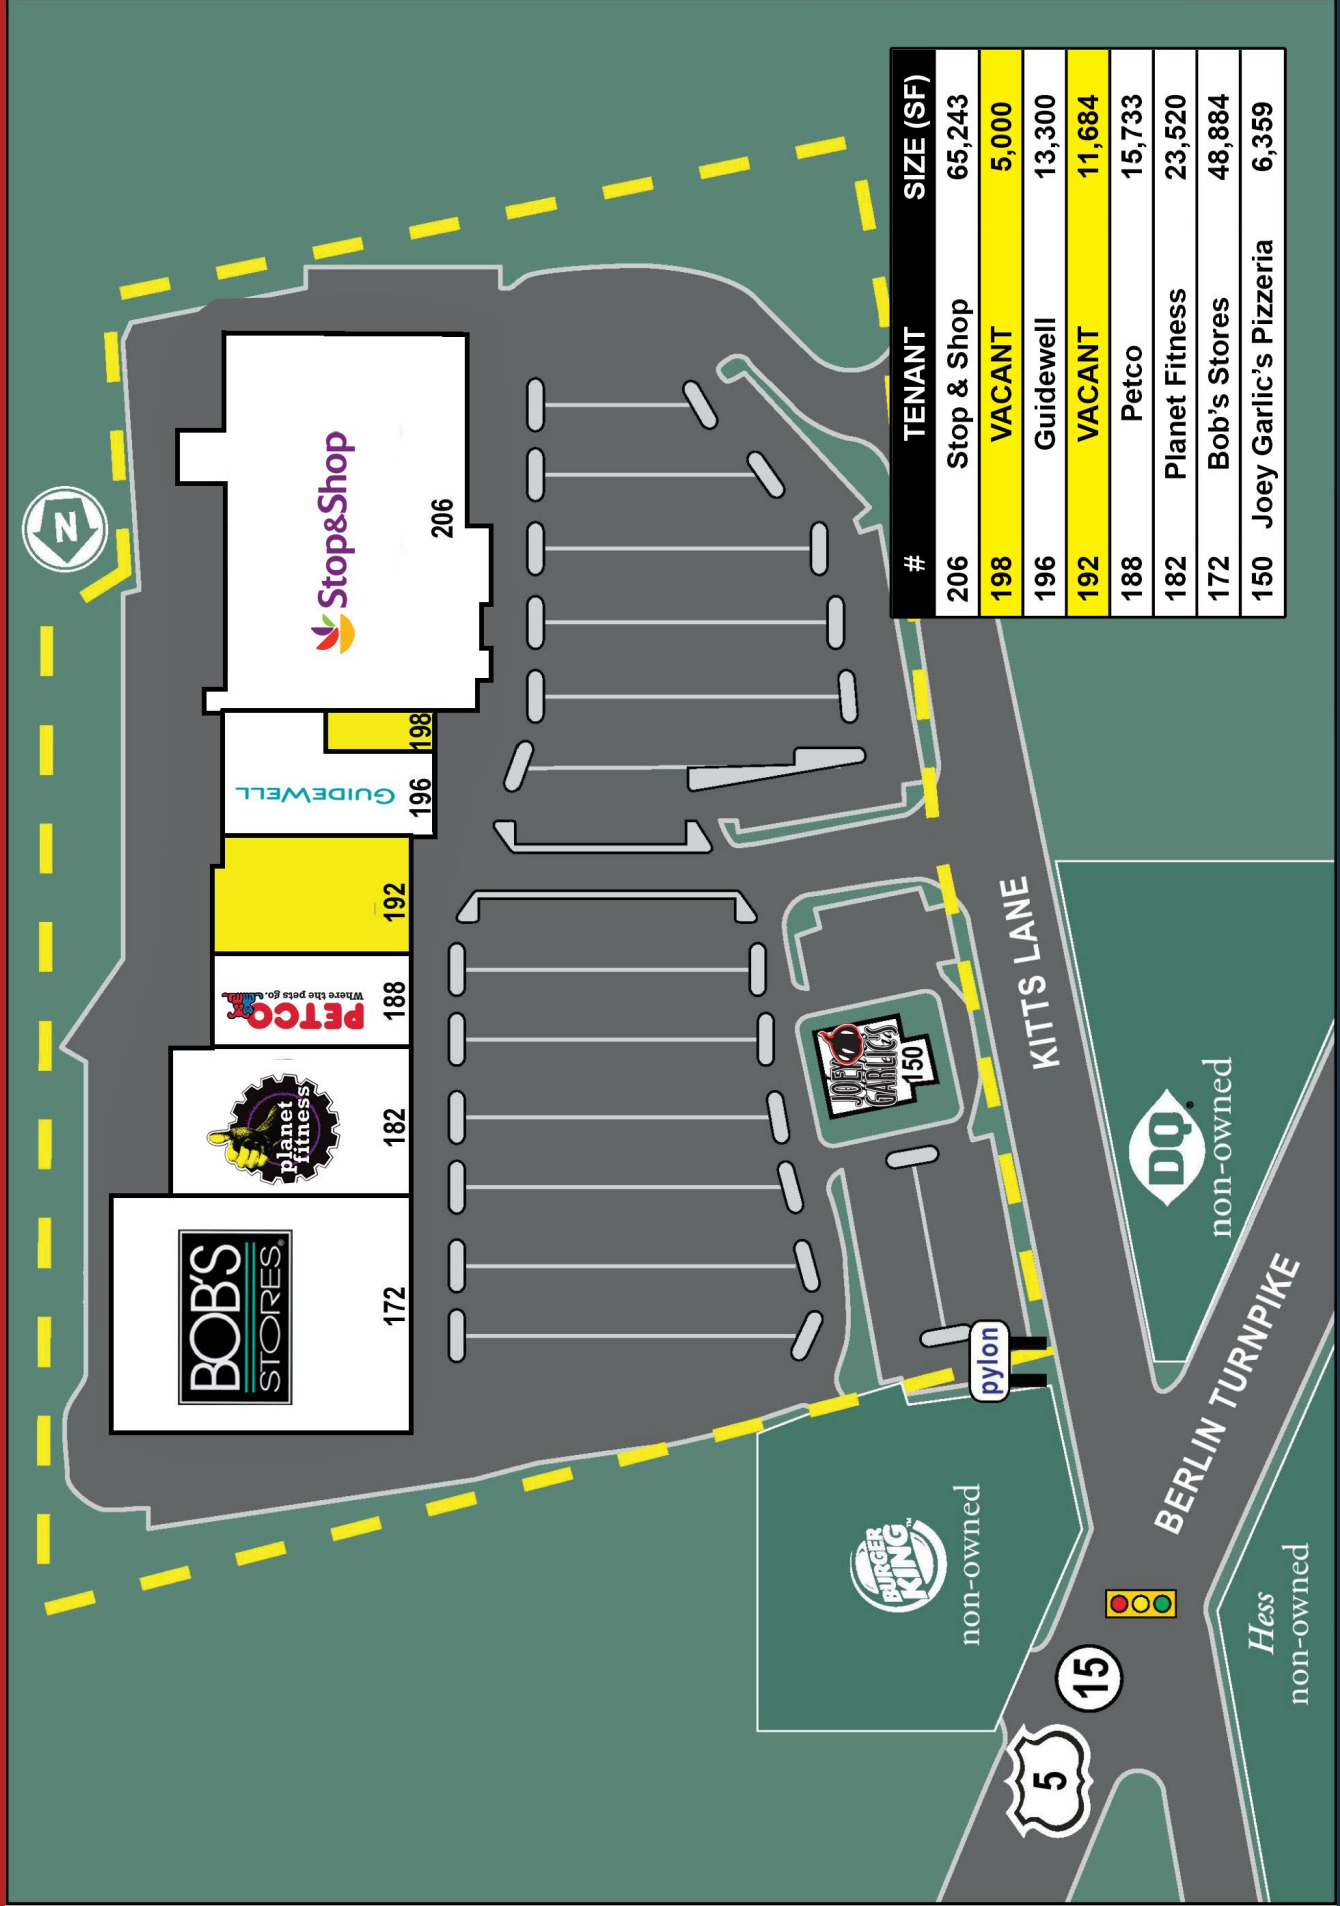 # TENANT SIZE (SF)
206 Stop & Shop 65,243
198 VACANT 5,000
196 Guidewell 13,300
192 VACANT 11,684
188 Petco 15,733
182 Planet Fitness 23,520
172 Bob's Stores 48,884
150 Joey Garlic's Pizzeria 6,359
N
BOB'S
STORES®
172
planet
fitness
182
PETCO
Where the pets go.
188
192
GUIDEWELL
196
198
Stop&Shop
206
JOEY
GARLIC'S
150
pylon
KITTS LANE
DQ®
non-owned
BERLIN TURNPIKE
BURGER
KING™
non-owned
15
5
Hess
non-owned